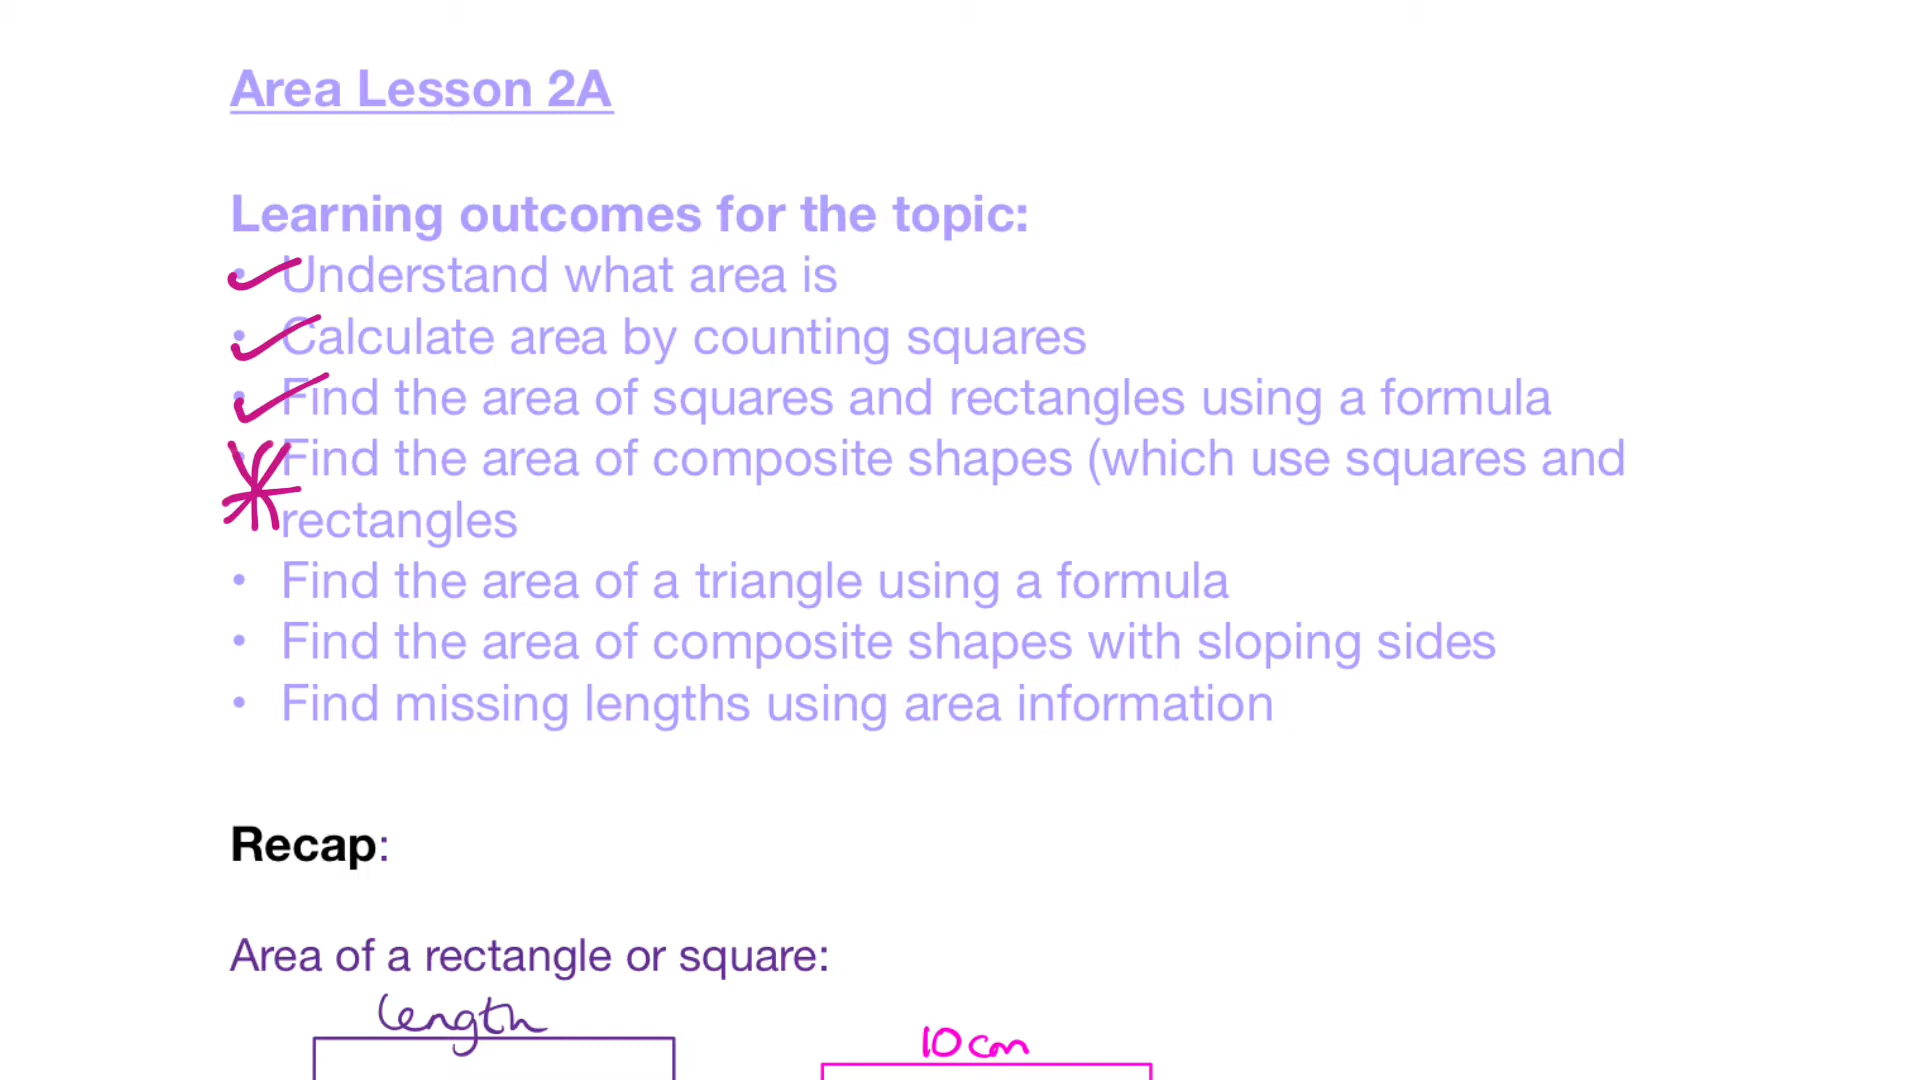 Area Lesson 2A
Learning outcomes for the topic:
• Understand what area is
• Calculate area by counting squares
• Find the area of squares and rectangles using a formula
• Find the area of composite shapes (which use squares and
rectangles
• Find the area of a triangle using a formula
• Find the area of composite shapes with sloping sides
• Find missing lengths using area information
Recap:
Area of a rectangle or square:
length
10cm